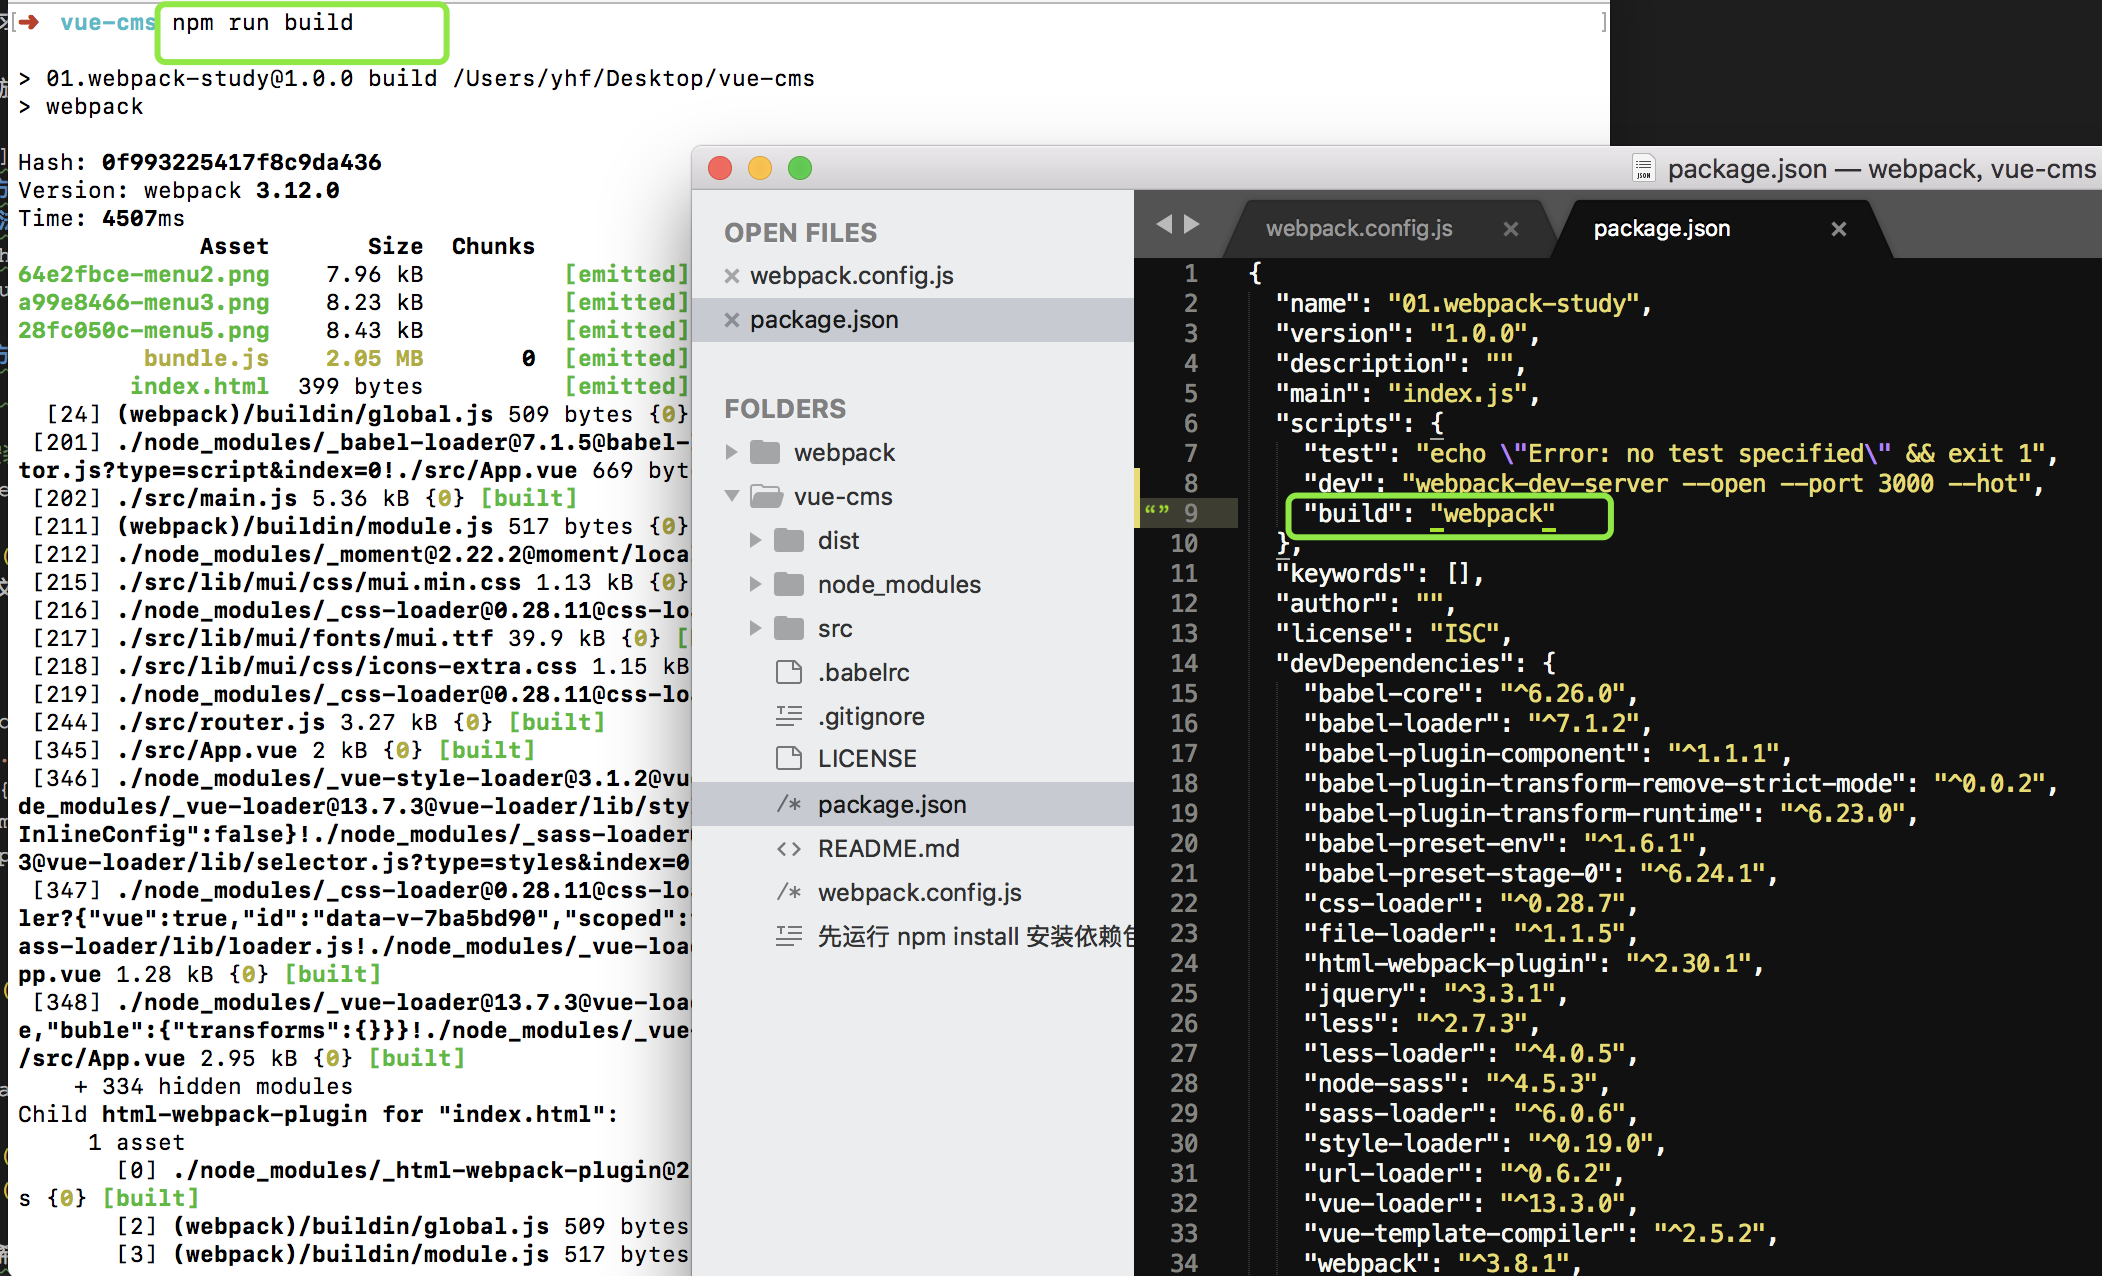 ➜ vue-cms npm run build
> 01.webpack-study@1.0.0 build /Users/yhf/Desktop/vue-cms
> webpack
Hash: 0f993225417f8c9da436
Version: webpack 3.12.0
Time: 4507ms
Asset Size Chunks
64e2fbce-menu2.png 7.96 kB [emitted]
a99e8466-menu3.png 8.23 kB [emitted]
28fc050c-menu5.png 8.43 kB [emitted]
bundle.js 2.05 MB 0 [emitted]
index.html 399 bytes [emitted]
[24] (webpack)/buildin/global.js 509 bytes {0}
[201] ./node_modules/_babel-loader@7.1.5@babel-
tor.js?type=script&index=0!./src/App.vue 669 byt
[202] ./src/main.js 5.36 kB {0} [built]
[211] (webpack)/buildin/module.js 517 bytes {0}
[212] ./node_modules/_moment@2.22.2@moment/loca
[215] ./src/lib/mui/css/mui.min.css 1.13 kB {0}
[216] ./node_modules/_css-loader@0.28.11@css-lo
[217] ./src/lib/mui/fonts/mui.ttf 39.9 kB {0} [
[218] ./src/lib/mui/css/icons-extra.css 1.15 kB
[219] ./node_modules/_css-loader@0.28.11@css-lo
[244] ./src/router.js 3.27 kB {0} [built]
[345] ./src/App.vue 2 kB {0} [built]
[346] ./node_modules/_vue-style-loader@3.1.2@vu
de_modules/_vue-loader@13.7.3@vue-loader/lib/sty
InlineConfig":false}!./node_modules/_sass-loader
3@vue-loader/lib/selector.js?type=styles&index=0
[347] ./node_modules/_css-loader@0.28.11@css-lo
ler?{"vue":true,"id":"data-v-7ba5bd90","scoped":
ass-loader/lib/loader.js!./node_modules/_vue-loa
pp.vue 1.28 kB {0} [built]
[348] ./node_modules/_vue-loader@13.7.3@vue-loa
e,"buble":{"transforms":{}}}!./node_modules/_vue
/src/App.vue 2.95 kB {0} [built]
+ 334 hidden modules
Child html-webpack-plugin for "index.html":
1 asset
[0] ./node_modules/_html-webpack-plugin@2
s {0} [built]
[2] (webpack)/buildin/global.js 509 bytes
[3] (webpack)/buildin/module.js 517 bytes
package.json — webpack, vue-cms
OPEN FILES
webpack.config.js
package.json
FOLDERS
webpack
vue-cms
dist
node_modules
src
.babelrc
.gitignore
LICENSE
package.json
README.md
webpack.config.js
先运行 npm install 安装依赖包
webpack.config.js package.json
1 {
2 "name": "01.webpack-study",
3 "version": "1.0.0",
4 "description": "",
5 "main": "index.js",
6 "scripts": {
7 "test": "echo \"Error: no test specified\" && exit 1",
8 "dev": "webpack-dev-server --open --port 3000 --hot",
9 "build": "webpack"
10 },
11 "keywords": [],
12 "author": "",
13 "license": "ISC",
14 "devDependencies": {
15 "babel-core": "^6.26.0",
16 "babel-loader": "^7.1.2",
17 "babel-plugin-component": "^1.1.1",
18 "babel-plugin-transform-remove-strict-mode": "^0.0.2",
19 "babel-plugin-transform-runtime": "^6.23.0",
20 "babel-preset-env": "^1.6.1",
21 "babel-preset-stage-0": "^6.24.1",
22 "css-loader": "^0.28.7",
23 "file-loader": "^1.1.5",
24 "html-webpack-plugin": "^2.30.1",
25 "jquery": "^3.3.1",
26 "less": "^2.7.3",
27 "less-loader": "^4.0.5",
28 "node-sass": "^4.5.3",
29 "sass-loader": "^6.0.6",
30 "style-loader": "^0.19.0",
31 "url-loader": "^0.6.2",
32 "vue-loader": "^13.3.0",
33 "vue-template-compiler": "^2.5.2",
34 "webpack": "^3.8.1",